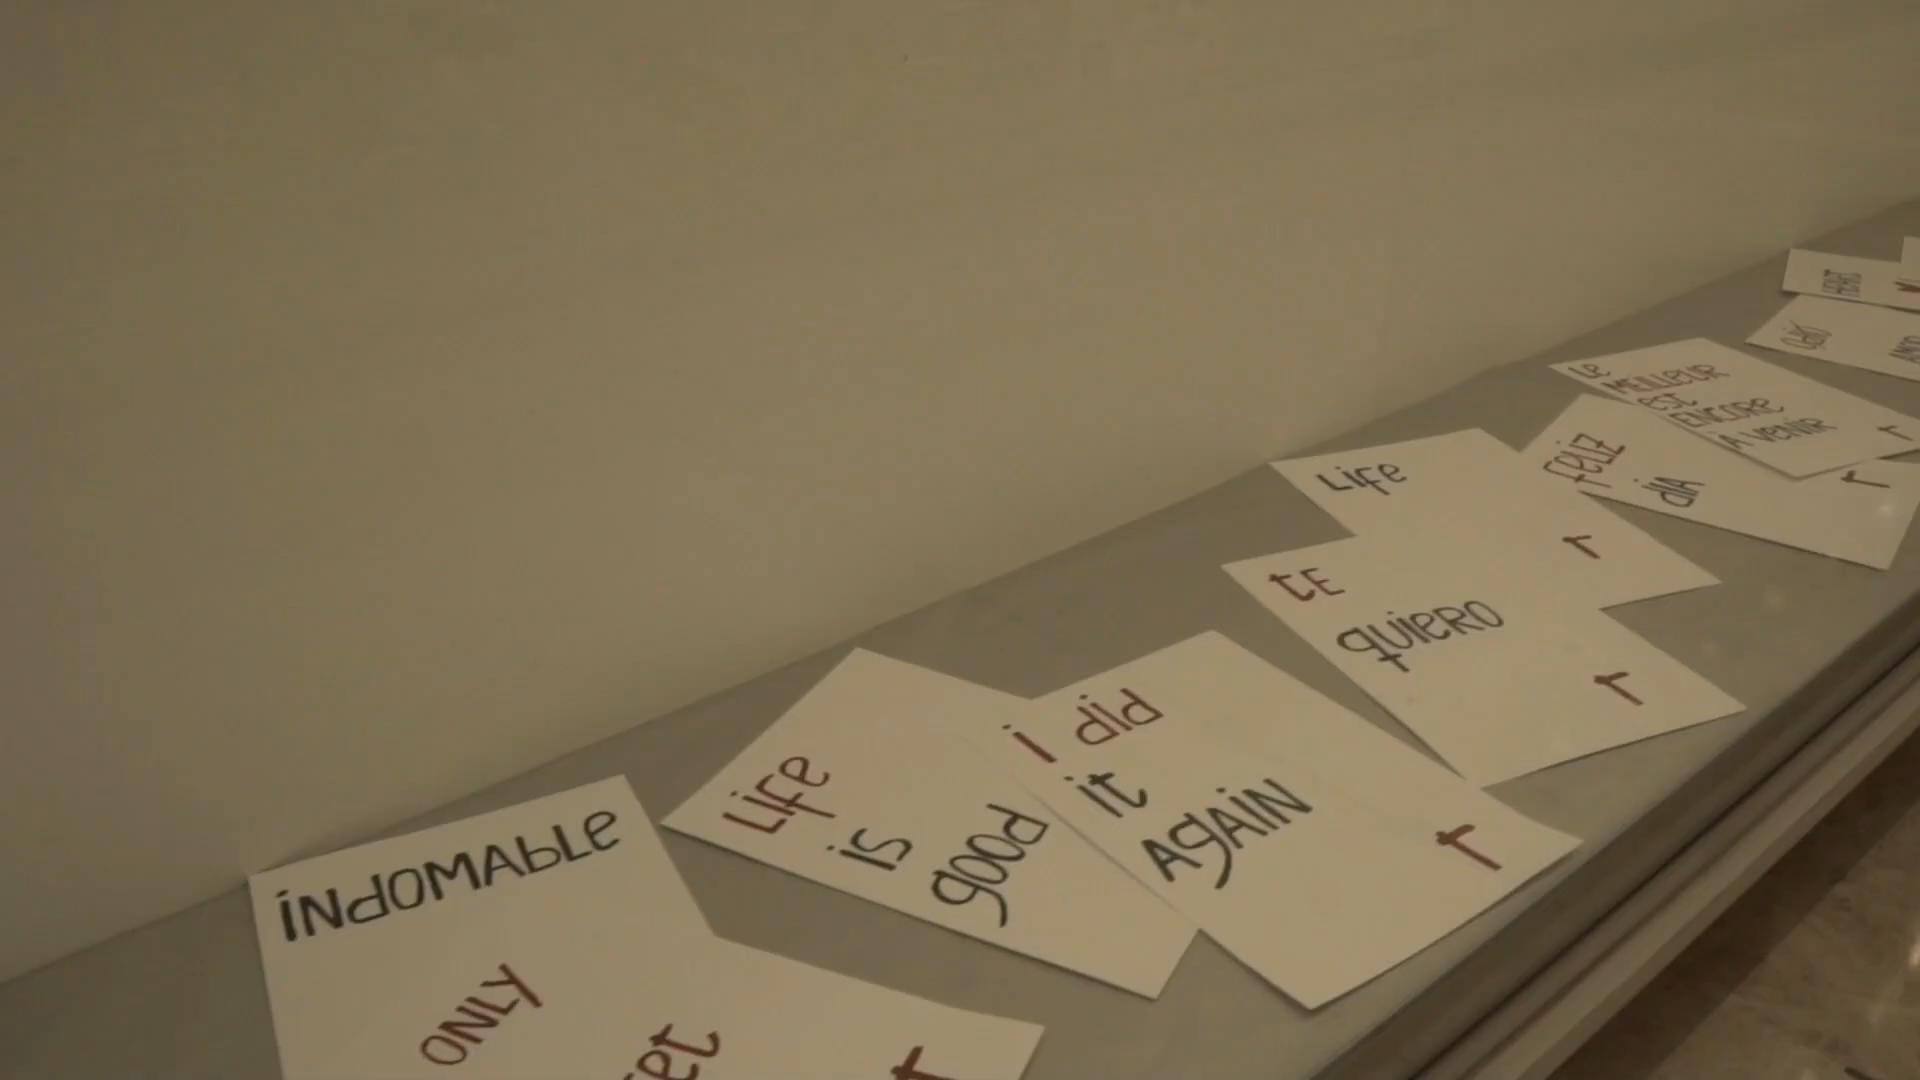 iNdOMAbLe
ONLY
Life
is
good
i did
it
AgAiN
r
tE
quiero
r
Life
r
feliz
diA
r
Le
MEiLLeuR
est
ENCORE
À veNiR
r